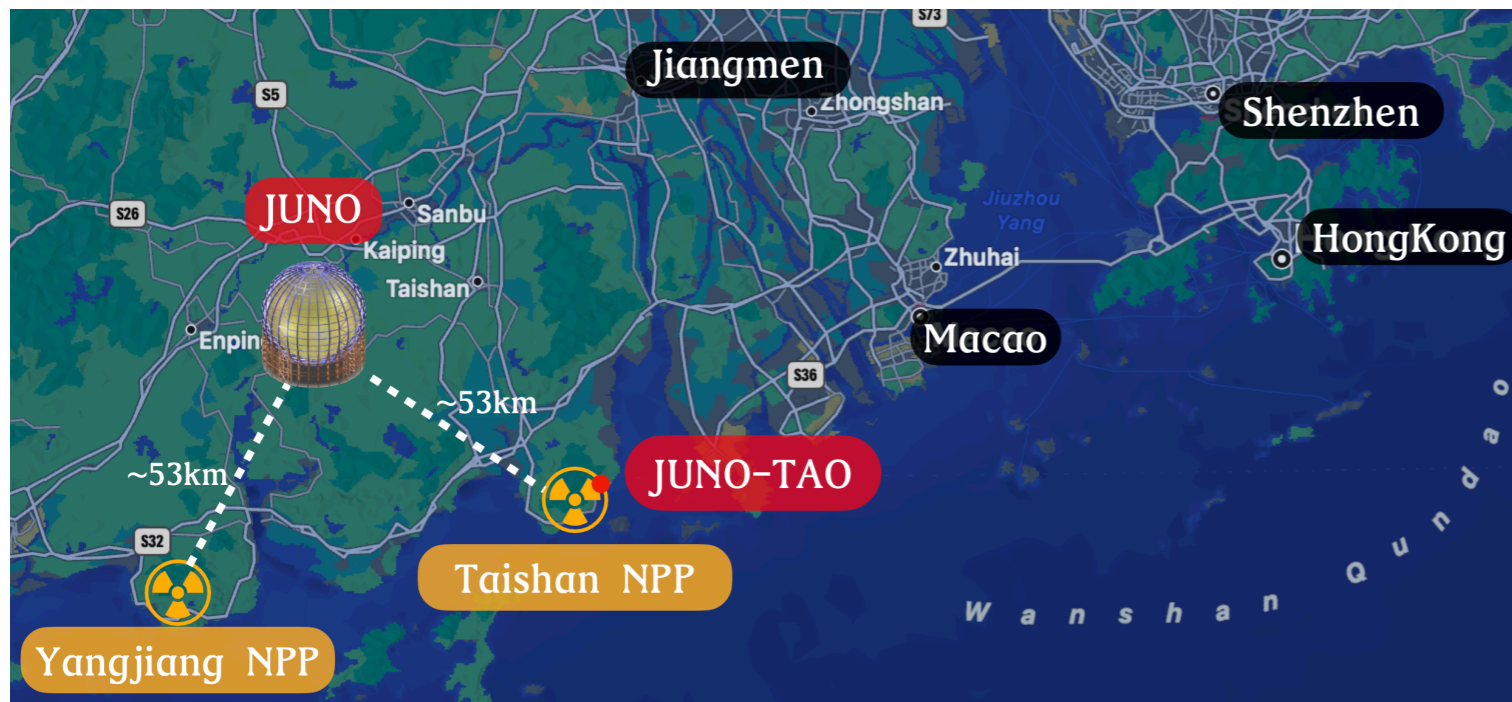 S73
Jiangmen
S5
Zhongshan
Shenzhen
JUNO
S26
Sanbu
Jiuzhou
Yang
Kaiping
HongKong
Zhuhai
Taishan
Macao
~53km
S36
~53km
JUNO-TAO
S32
Taishan NPP
Wanshan Qundao
Yangjiang NPP